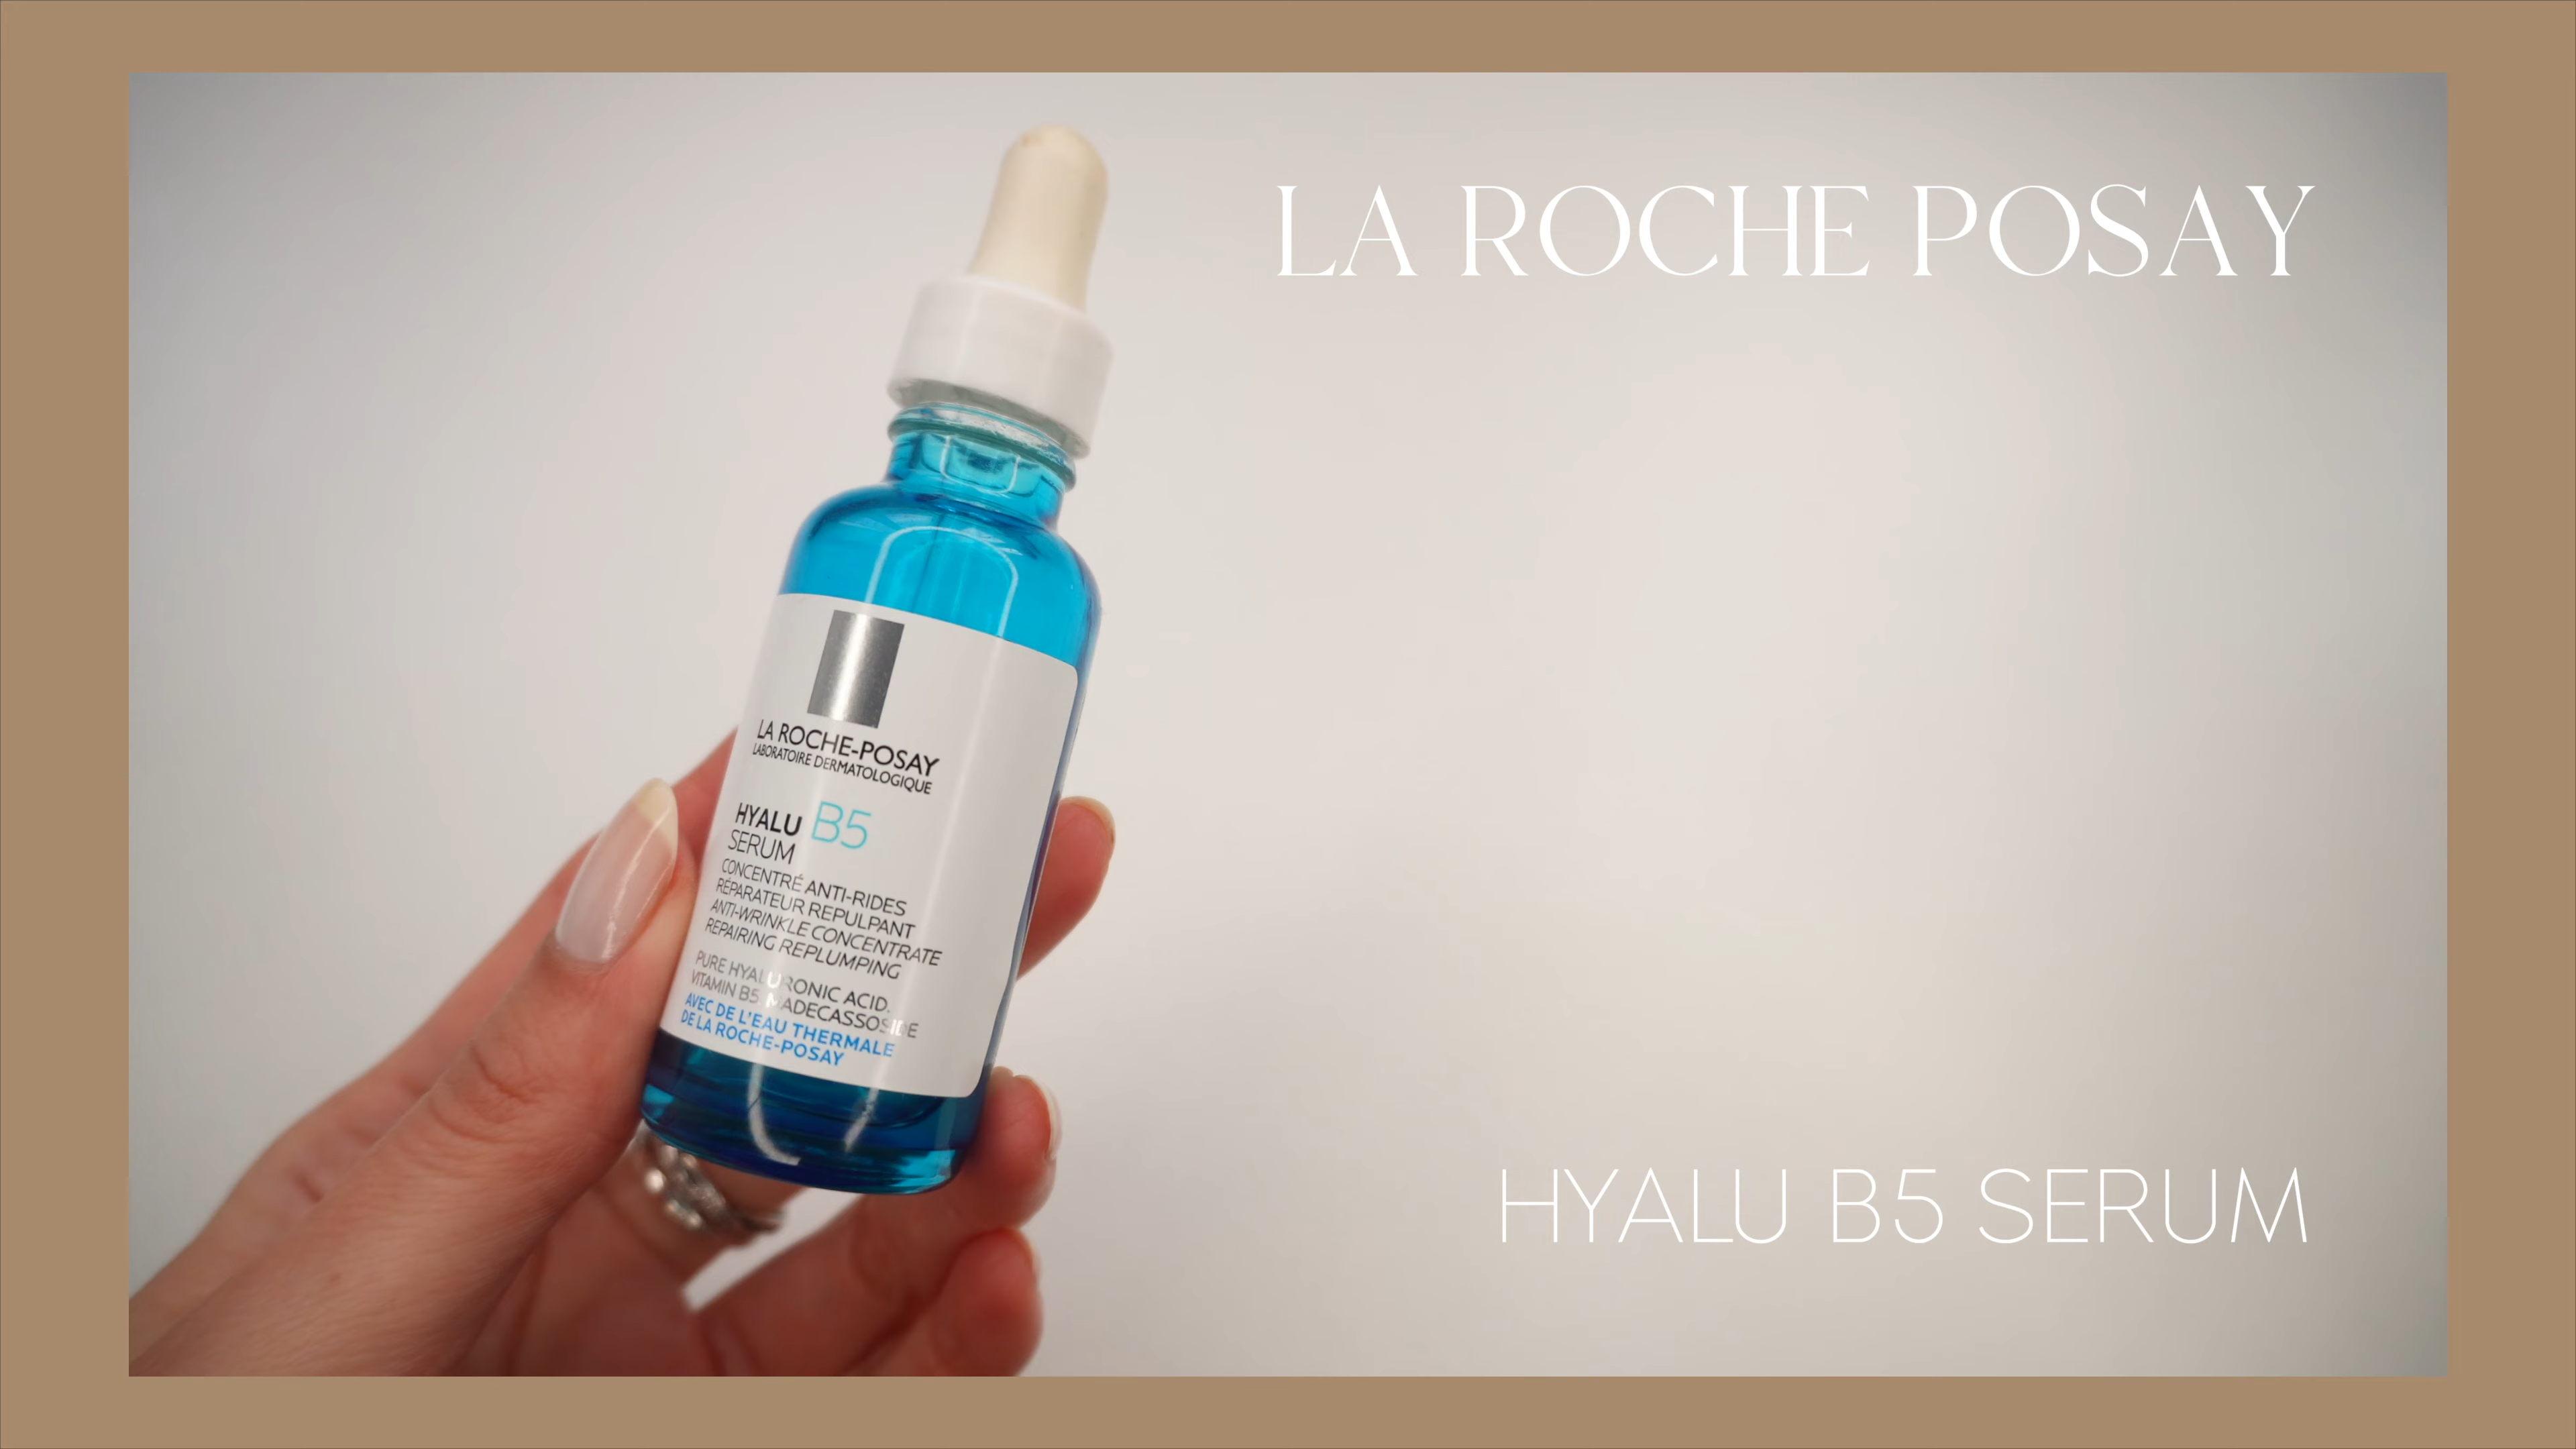 LA ROCHE POSAY
LA ROCHE-POSAY
LABORATOIRE DERMATOLOGIQUE
HYALU B5
SERUM
CONCENTRÉ ANTI-RIDES
RÉPARATEUR REPULPANT
ANTI-WRINKLE CONCENTRATE
REPAIRING REPLUMPING
PURE HYALURONIC ACID.
VITAMIN B5. MADECASSOSIDE
AVEC DE L'EAU THERMALE
DE LA ROCHE-POSAY
HYALU B5 SERUM